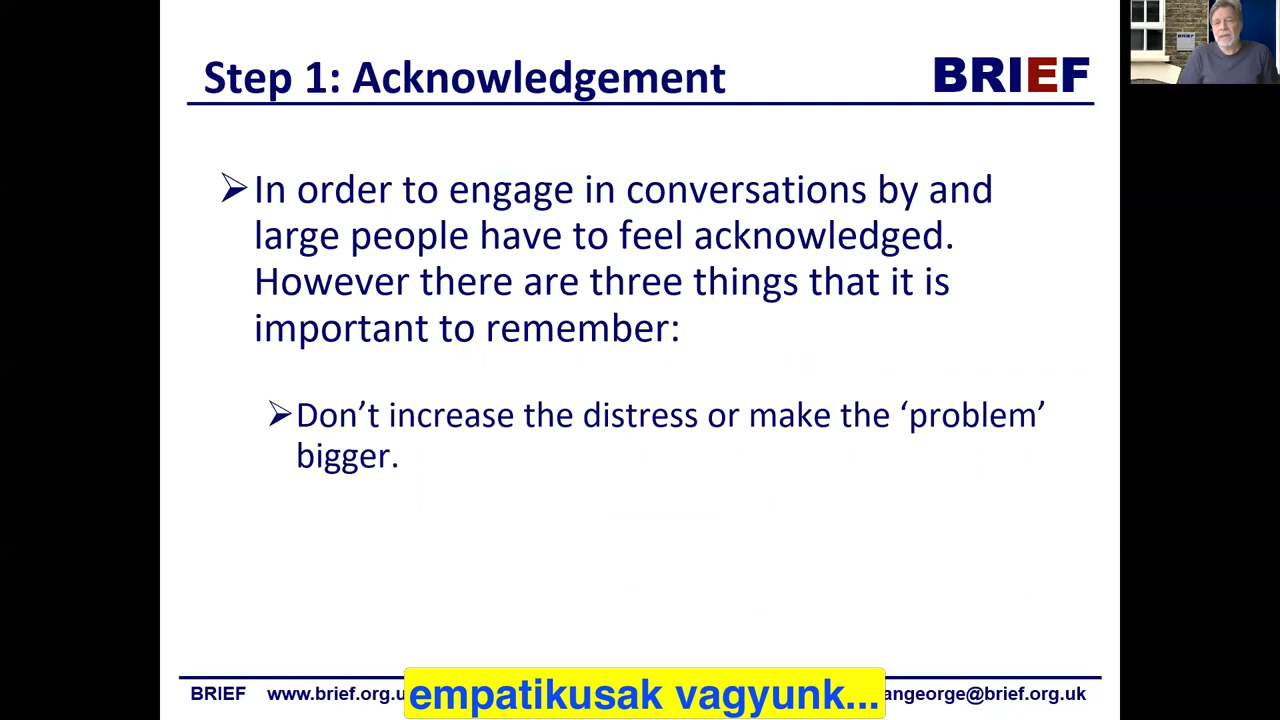 Step 1: Acknowledgement
BRIEF
BRIEF
➢In order to engage in conversations by and
large people have to feel acknowledged.
However there are three things that it is
important to remember:
➢Don’t increase the distress or make the ‘problem’
bigger.
BRIEF www.brief.org.u
angeorge@brief.org.uk
empatikusak vagyunk...